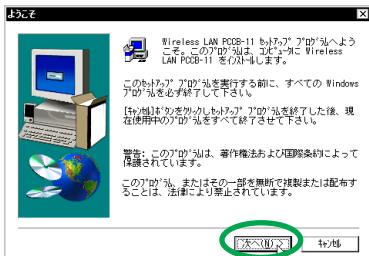 ようこそ
Wireless LAN PCCB-11 ｾｯﾄｱｯﾌﾟ ﾌﾟﾛｸﾞﾗﾑへよう
こそ。このﾌﾟﾛｸﾞﾗﾑは、ｺﾝﾋﾟｭｰﾀに Wireless
LAN PCCB-11 をｲﾝｽﾄｰﾙします。
このｾｯﾄｱｯﾌﾟ ﾌﾟﾛｸﾞﾗﾑを実行する前に、すべての Windows
ﾌﾟﾛｸﾞﾗﾑを必ず終了して下さい。
[ｷｬﾝｾﾙ]ﾎﾞﾀﾝをｸﾘｯｸしｾｯﾄｱｯﾌﾟ ﾌﾟﾛｸﾞﾗﾑを終了した後、現
在使用中のﾌﾟﾛｸﾞﾗﾑをすべて終了させて下さい。
警告: このﾌﾟﾛｸﾞﾗﾑは、著作権法および国際条約によって
保護されています。
このﾌﾟﾛｸﾞﾗﾑ、またはその一部を無断で複製または配布す
ることは、法律により禁止されています。
次へ(N) >
ｷｬﾝｾﾙ